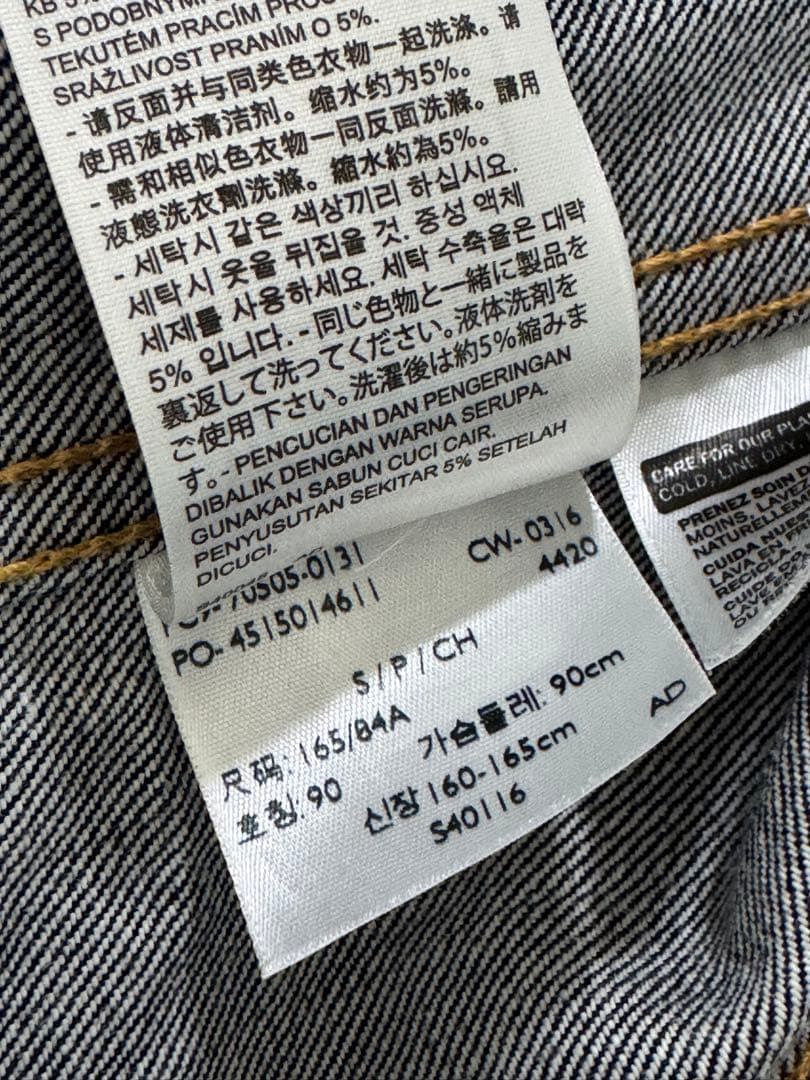 S PODOBNÝMI
TEKUTÉM PRACÍM
SRÁŽLIVOST PRANÍM O 5%.
- 请反面并与同类色衣物一起洗涤。请
使用液体清洁剂。缩水约为5%。
- 需和相似色衣物一同反面洗滌。請用
液態洗衣劑洗滌。縮水約為5%。
- 세탁시 같은 색상끼리 하십시요.
세탁시 옷을 뒤집을 것. 중성 액체
세제를 사용하세요. 세탁 수축율은 대략
5% 입니다. - 同じ色物と一緒に製品を
裏返して洗ってください。液体洗剤を
ご使用下さい。洗濯後は約5%縮みま
す。- PENCUCIAN DAN PENGERINGAN
DIBALIK DENGAN WARNA SERUPA.
GUNAKAN SABUN CUCI CAIR.
PENYUSUTAN SEKITAR 5% SETELAH
DICUCI.
70505-0131 CW-0316
PO-4515014611 4420
S/P/CH
尺码: 165/84A 가슴둘레: 90cm AD
호칭: 90 신장 160-165cm
S40116
CARE FOR OUR
COLD, LINE DRY
PRENEZ SOIN
MOINS, LAVEZ
NATURELLEM
CUIDA NUES
LAVA EN FR
RECICLA
CUIDE DO
LAVE
OU